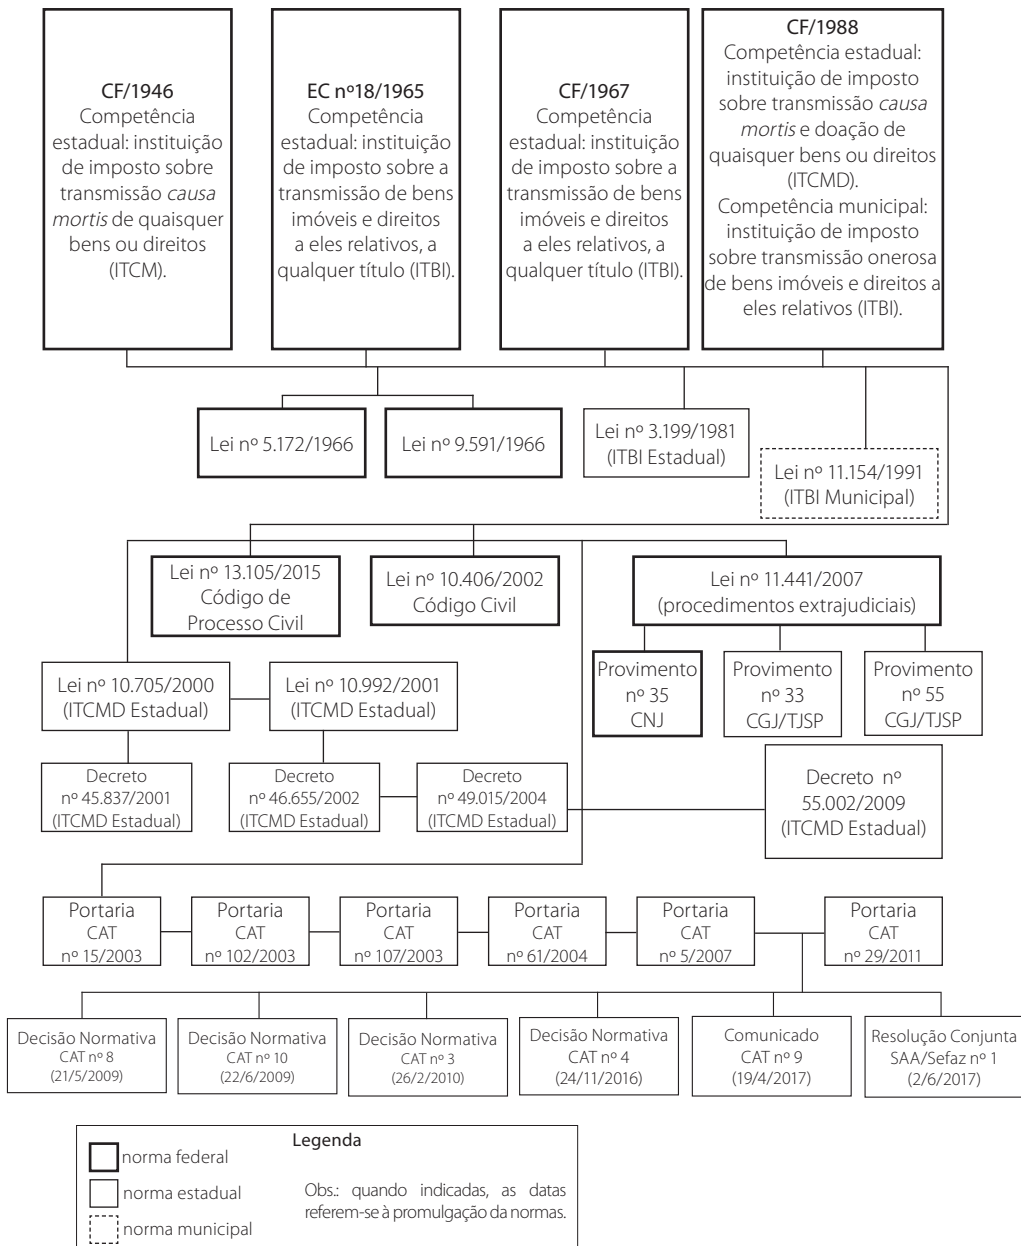 CF/1946
Competência
estadual: instituição
de imposto sobre
transmissão causa
mortis de quaisquer
bens ou direitos
(ITCM).
EC nº18/1965
Competência
estadual: instituição
de imposto sobre a
transmissão de bens
imóveis e direitos
a eles relativos, a
qualquer título (ITBI).
CF/1967
Competência
estadual: instituição
de imposto sobre a
transmissão de bens
imóveis e direitos
a eles relativos, a
qualquer título (ITBI).
CF/1988
Competência estadual:
instituição de imposto
sobre transmissão causa
mortis e doação de
quaisquer bens ou direitos
(ITCMD).
Competência municipal:
instituição de imposto
sobre transmissão onerosa
de bens imóveis e direitos a
eles relativos (ITBI).
Lei nº 5.172/1966
Lei nº 9.591/1966
Lei nº 3.199/1981
(ITBI Estadual)
Lei nº 11.154/1991
(ITBI Municipal)
Lei nº 13.105/2015
Código de
Processo Civil
Lei nº 10.406/2002
Código Civil
Lei nº 11.441/2007
(procedimentos extrajudiciais)
Provimento
nº 35
CNJ
Provimento
nº 33
CGJ/TJSP
Provimento
nº 55
CGJ/TJSP
Lei nº 10.705/2000
(ITCMD Estadual)
Lei nº 10.992/2001
(ITCMD Estadual)
Decreto
nº 45.837/2001
(ITCMD Estadual)
Decreto
nº 46.655/2002
(ITCMD Estadual)
Decreto
nº 49.015/2004
(ITCMD Estadual)
Decreto nº
55.002/2009
(ITCMD Estadual)
Portaria
CAT
nº 15/2003
Portaria
CAT
nº 102/2003
Portaria
CAT
nº 107/2003
Portaria
CAT
nº 61/2004
Portaria
CAT
nº 5/2007
Portaria
CAT
nº 29/2011
Decisão Normativa
CAT nº 8
(21/5/2009)
Decisão Normativa
CAT nº 10
(22/6/2009)
Decisão Normativa
CAT nº 3
(26/2/2010)
Decisão Normativa
CAT nº 4
(24/11/2016)
Comunicado
CAT nº 9
(19/4/2017)
Resolução Conjunta
SAA/Sefaz nº 1
(2/6/2017)
Legenda
norma federal
norma estadual
norma municipal
Obs.: quando indicadas, as datas
referem-se à promulgação da normas.